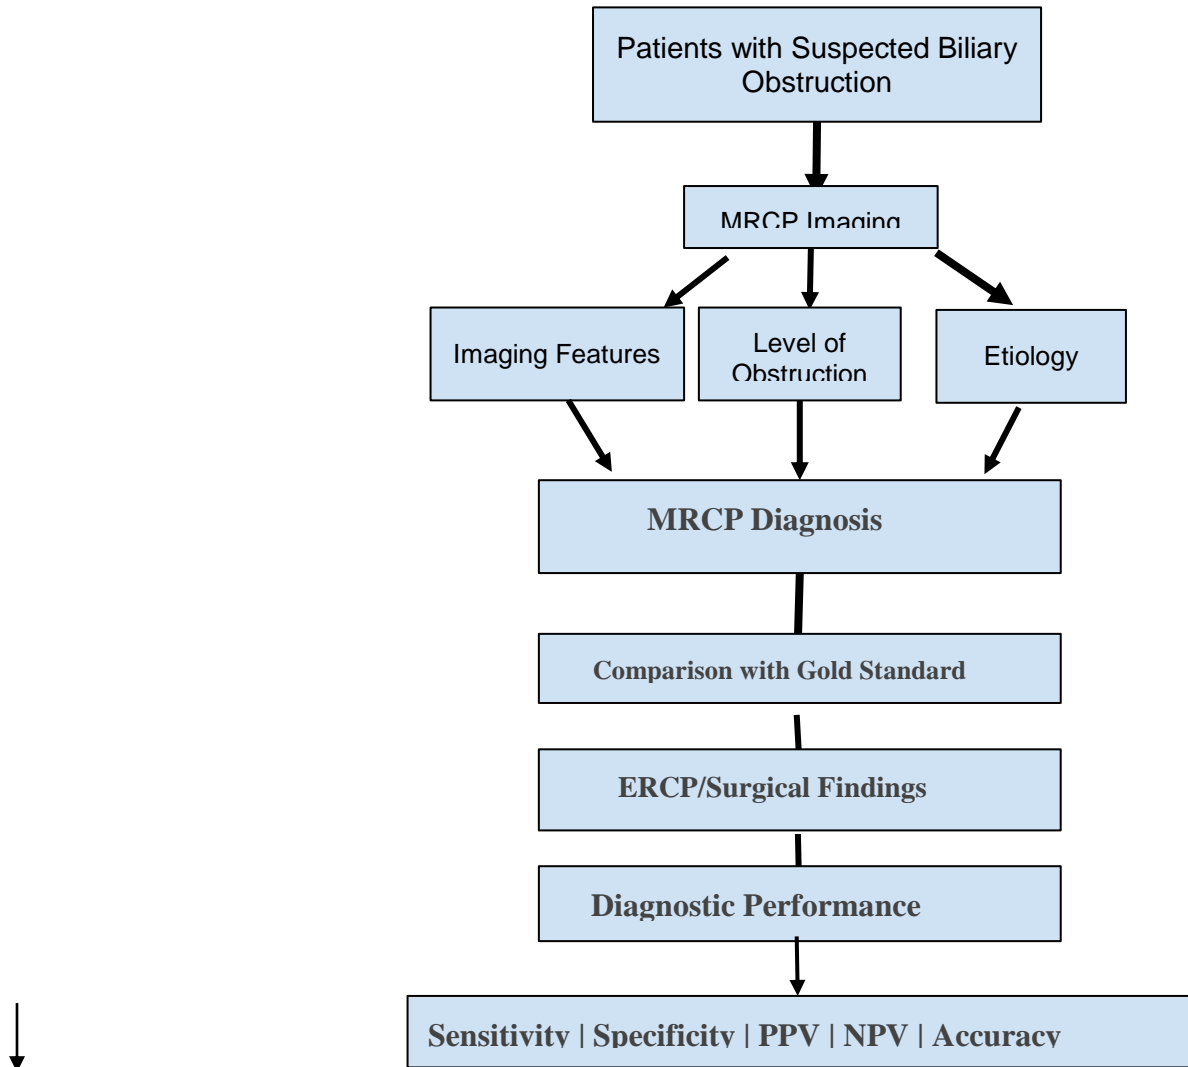 Patients with Suspected Biliary
Obstruction
MRCP Imaging
Imaging Features
Level of
Obstruction
Etiology
MRCP Diagnosis
Comparison with Gold Standard
ERCP/Surgical Findings
Diagnostic Performance
Sensitivity | Specificity | PPV | NPV | Accuracy